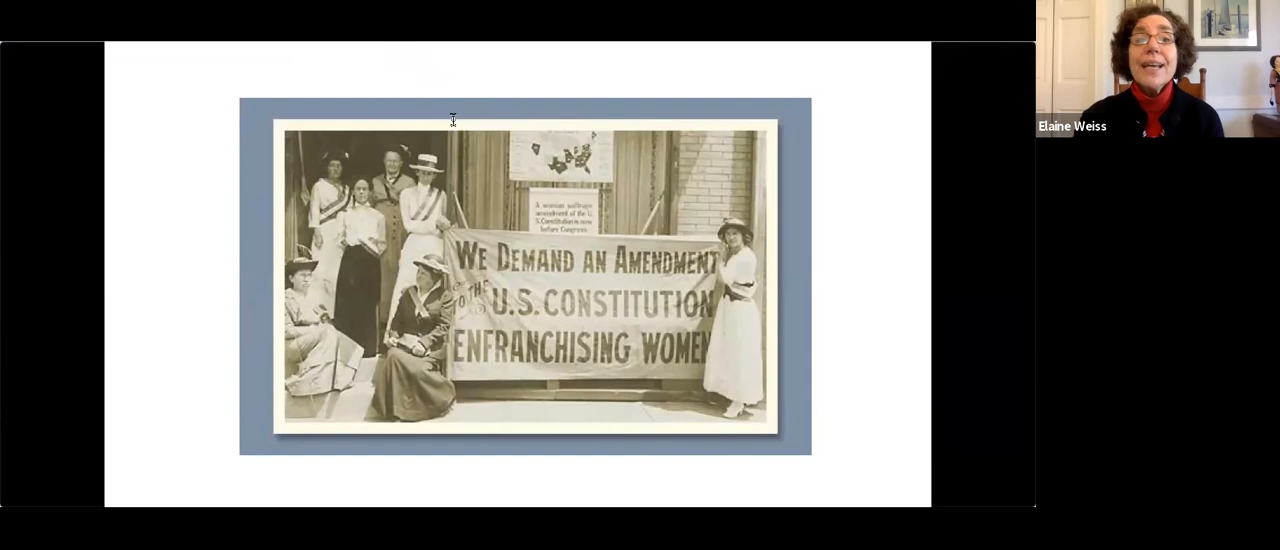 A woman suffrage
amendment of the U.
S. Constitution is now
before Congress.
WE DEMAND AN AMENDMENT
TO THE
U.S. CONSTITUTION
ENFRANCHISING WOMEN
Elaine Weiss